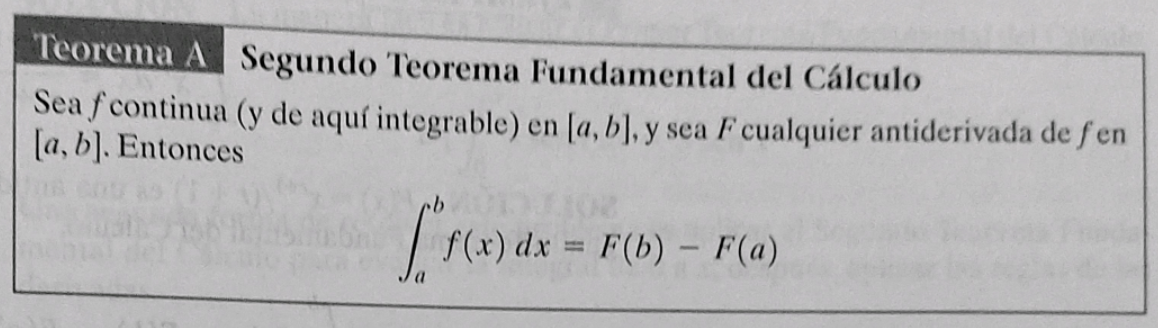 Teorema A Segundo Teorema Fundamental del Cálculo
Sea f continua (y de aquí integrable) en [a, b], y sea F cualquier antiderivada de f en
[a, b]. Entonces
∫_a^b f(x) dx = F(b) − F(a)